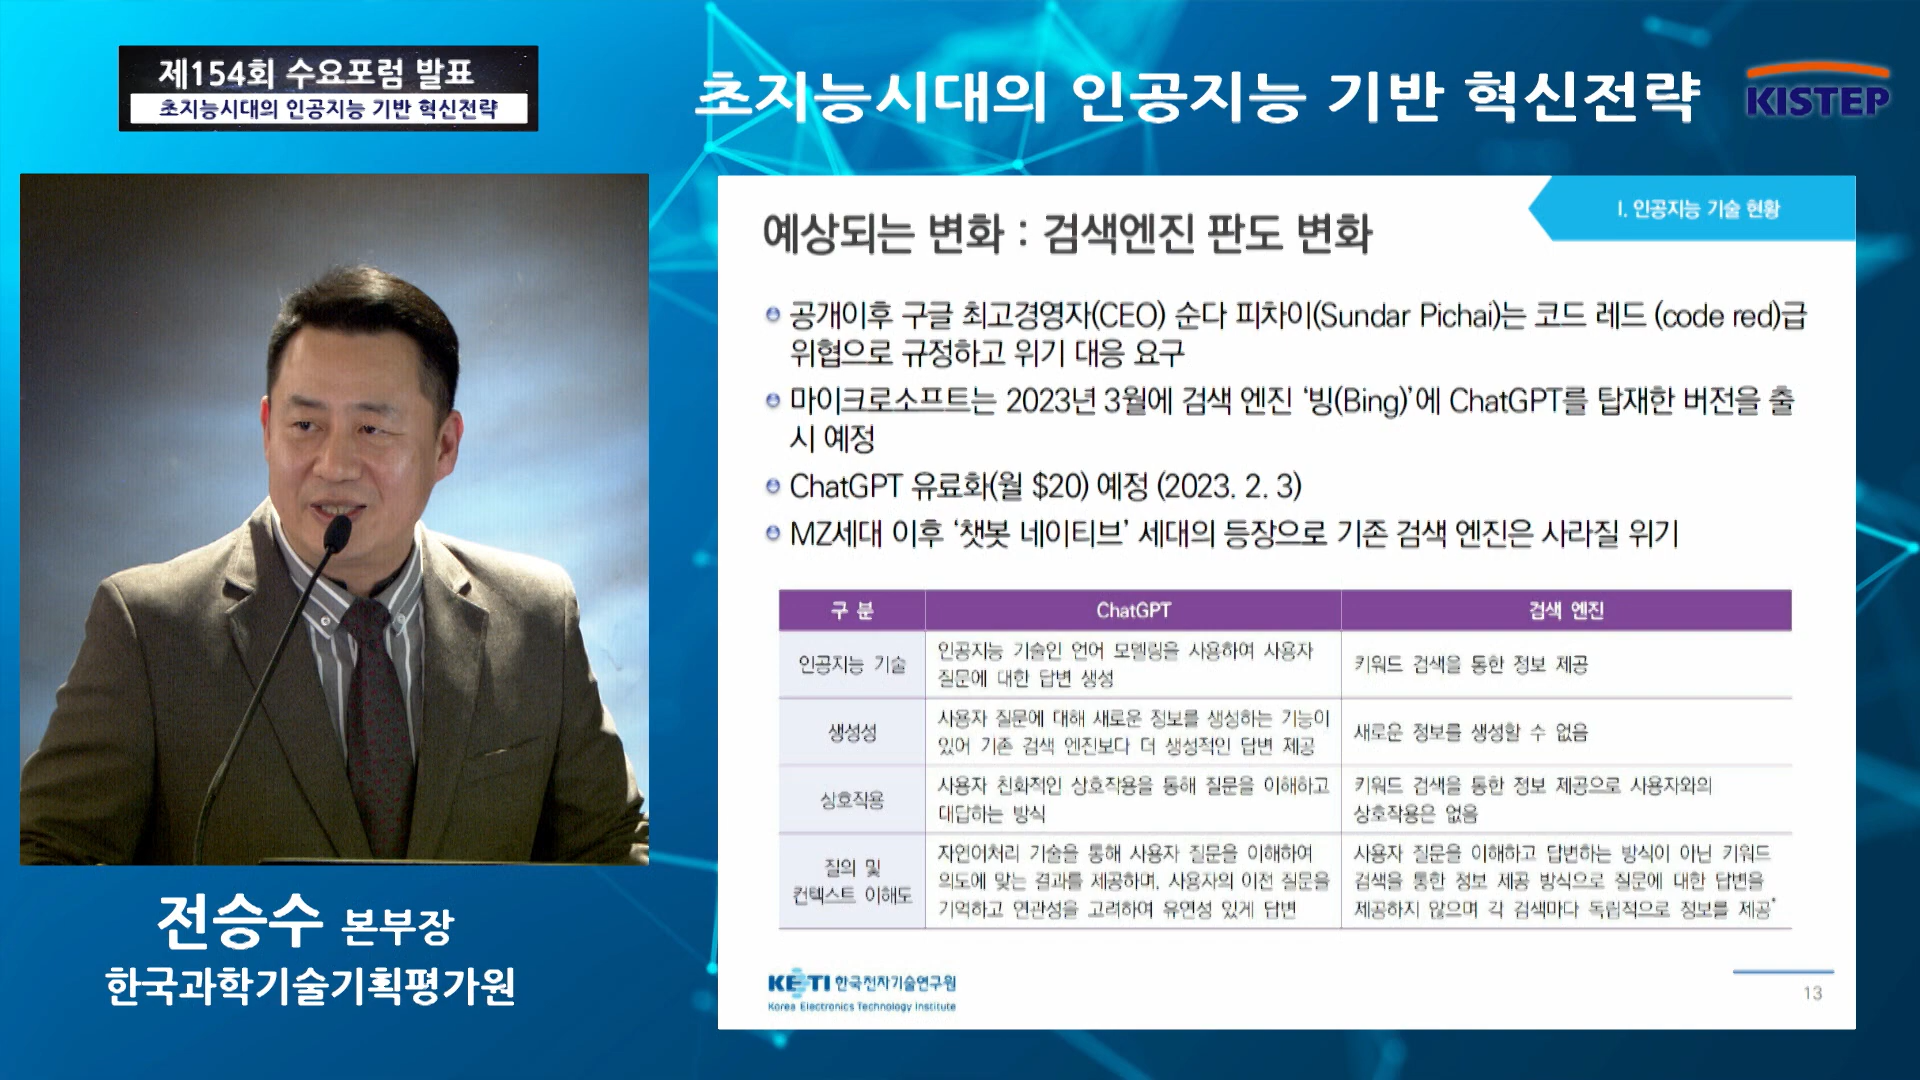 제154회 수요포럼 발표
초지능시대의 인공지능 기반 혁신전략
초지능시대의 인공지능 기반 혁신전략
KISTEP
I. 인공지능 기술 현황
예상되는 변화 : 검색엔진 판도 변화
공개이후 구글 최고경영자(CEO) 순다 피차이(Sundar Pichai)는 코드 레드 (code red)급
위협으로 규정하고 위기 대응 요구
마이크로소프트는 2023년 3월에 검색 엔진 ‘빙(Bing)’에 ChatGPT를 탑재한 버전을 출
시 예정
ChatGPT 유료화(월 $20) 예정 (2023. 2. 3)
MZ세대 이후 ‘챗봇 네이티브’ 세대의 등장으로 기존 검색 엔진은 사라질 위기
구 분
ChatGPT
검색 엔진
인공지능 기술
인공지능 기술인 언어 모델링을 사용하여 사용자
질문에 대한 답변 생성
키워드 검색을 통한 정보 제공
생성성
사용자 질문에 대해 새로운 정보를 생성하는 기능이
있어 기존 검색 엔진보다 더 생성적인 답변 제공
새로운 정보를 생성할 수 없음
상호작용
사용자 친화적인 상호작용을 통해 질문을 이해하고
대답하는 방식
키워드 검색을 통한 정보 제공으로 사용자와의
상호작용은 없음
질의 및
컨텍스트 이해도
자연어처리 기술을 통해 사용자 질문을 이해하여
의도에 맞는 결과를 제공하며, 사용자의 이전 질문을
기억하고 연관성을 고려하여 유연성 있게 답변
사용자 질문을 이해하고 답변하는 방식이 아닌 키워드
검색을 통한 정보 제공 방식으로 질문에 대한 답변을
제공하지 않으며 각 검색마다 독립적으로 정보를 제공*
KETI 한국전자기술연구원
Korea Electronics Technology Institute
13
전승수 본부장
한국과학기술기획평가원